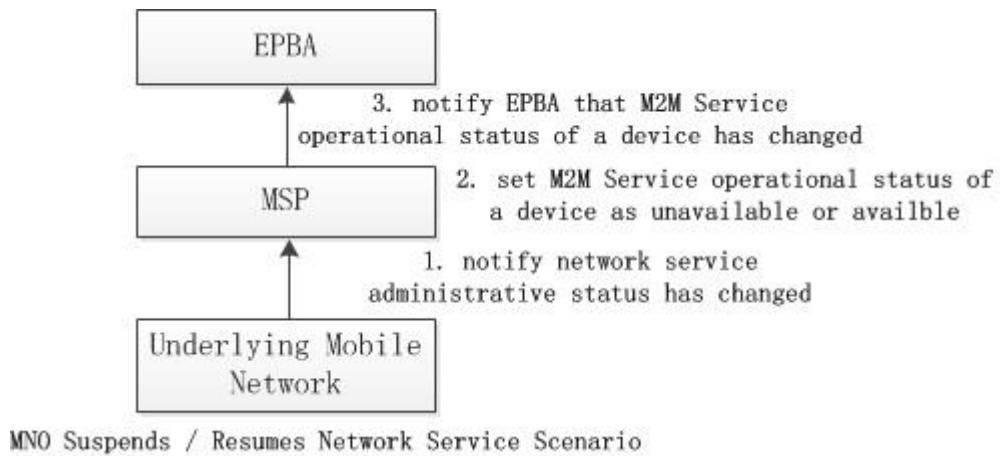 EPBA
3. notify EPBA that M2M Service
operational status of a device has changed
MSP
2. set M2M Service operational status of
a device as unavailable or availble
1. notify network service
administrative status has changed
Underlying Mobile
Network
MNO Suspends / Resumes Network Service Scenario